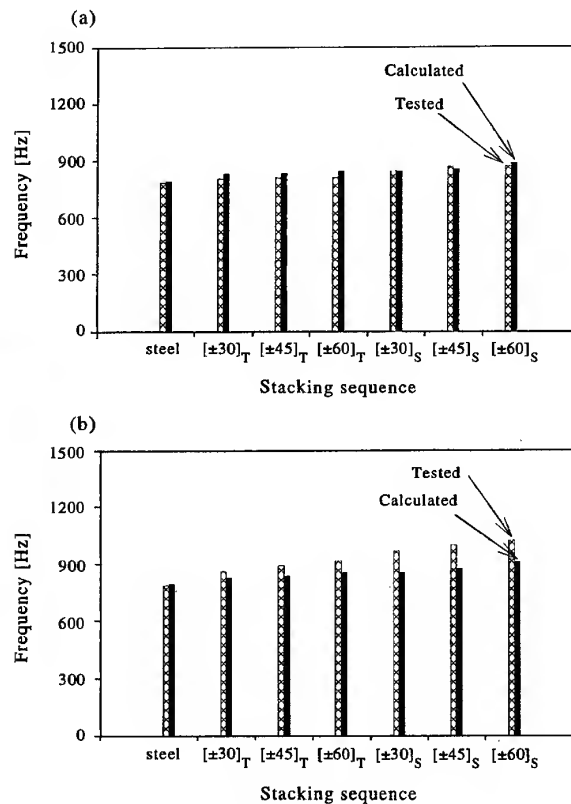 (a)
1500
1200
900
600
300
0
Frequency [Hz]
Calculated
Tested
steel [±30]T [±45]T [±60]T [±30]S [±45]S [±60]S
Stacking sequence
(b)
1500
1200
900
600
300
0
Frequency [Hz]
Tested
Calculated
steel [±30]T [±45]T [±60]T [±30]S [±45]S [±60]S
Stacking sequence